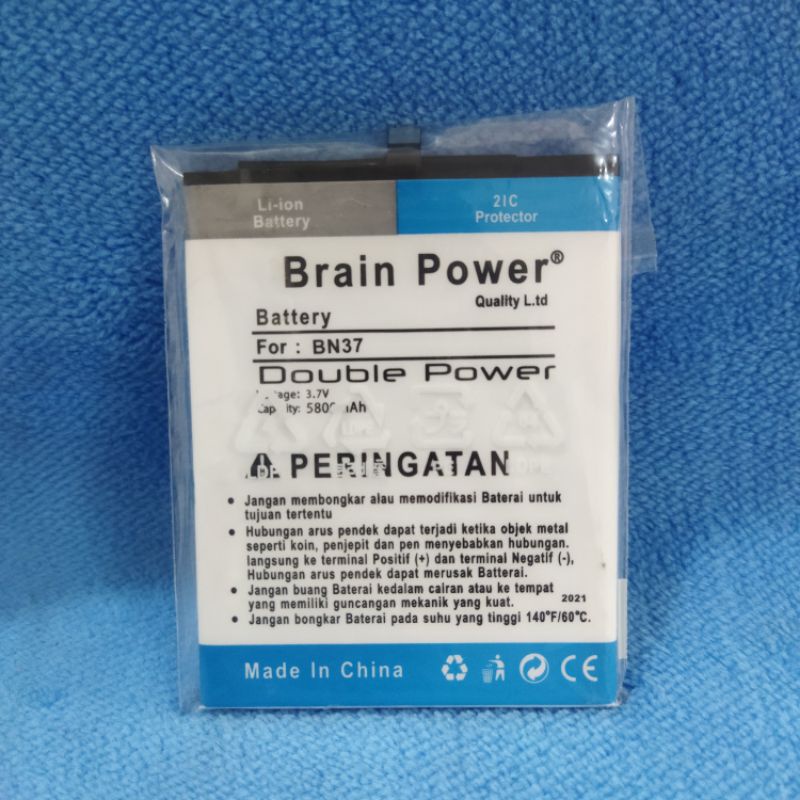 Li-ion
Battery
2IC
Protector
Brain Power®
Quality L.td
Battery
For : BN37
Double Power
3.7V
PERINGATAN
• Jangan membongkar alau memodifikasi Baterai untuk
tujuan tertentu
• Hubungan arus pendek dapat terjadi ketika objek metal
seperti koin, penjepit dan pen menyebabkan hubungan.
langsung ke terminal Positif (+) dan terminal Negatif (-),
Hubungan arus pendek dapat merusak Batterai.
• Jangan buang Baterai kedalam cairan atau ke tempat
yang memiliki guncangan mekanik yang kuat.
2021
• Jangan bongkar Baterai pada suhu yang tinggi 140°F/60°C.
Made In China
CE